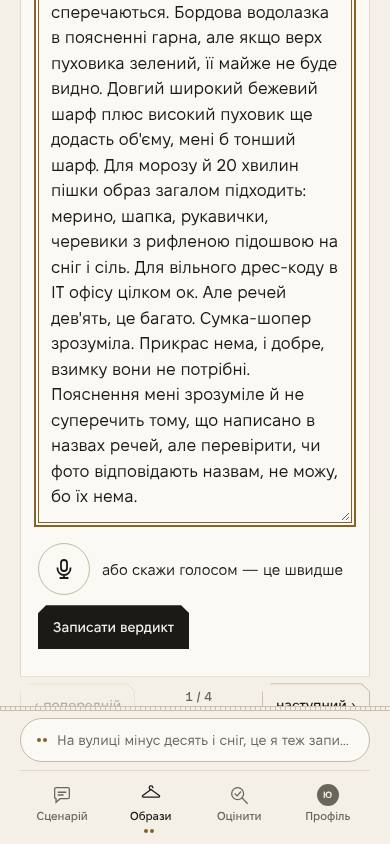 сперечаються. Бордова водолазка
в поясненні гарна, але якщо верх
пуховика зелений, її майже не буде
видно. Довгий широкий бежевий
шарф плюс високий пуховик ще
додасть об'єму, мені б тонший
шарф. Для морозу й 20 хвилин
пішки образ загалом підходить:
мерино, шапка, рукавички,
черевики з рифленою підошвою на
сніг і сіль. Для вільного дрес-коду в
ІТ офісу цілком ок. Але речей
дев'ять, це багато. Сумка-шопер
зрозуміла. Прикрас нема, і добре,
взимку вони не потрібні.
Пояснення мені зрозуміле й не
суперечить тому, що написано в
назвах речей, але перевірити, чи
фото відповідають назвам, не можу,
бо їх нема.
або скажи голосом — це швидше
Записати вердикт
‹ попередній 1 / 4 наступний ›
На вулиці мінус десять і сніг, це я теж запи...
Сценарій Образи Оцінити Ю Профіль